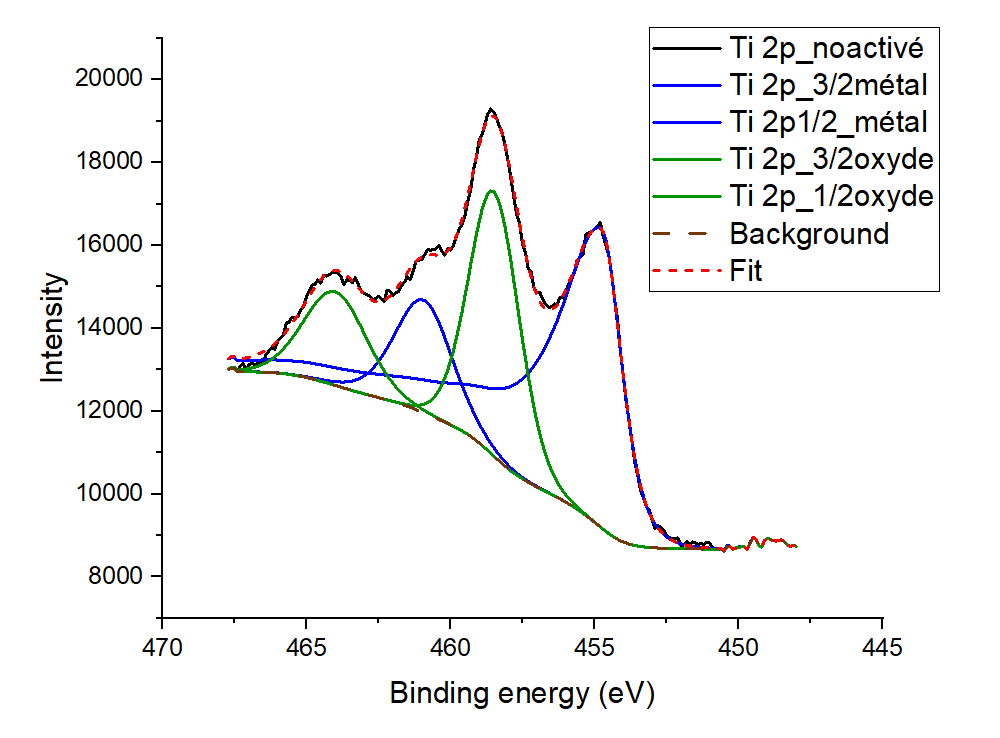 Ti 2p_noactivé
Ti 2p_3/2métal
Ti 2p1/2_métal
Ti 2p_3/2oxyde
Ti 2p_1/2oxyde
Background
Fit
20000
18000
16000
14000
12000
10000
8000
Intensity
470 465 460 455 450 445
Binding energy (eV)